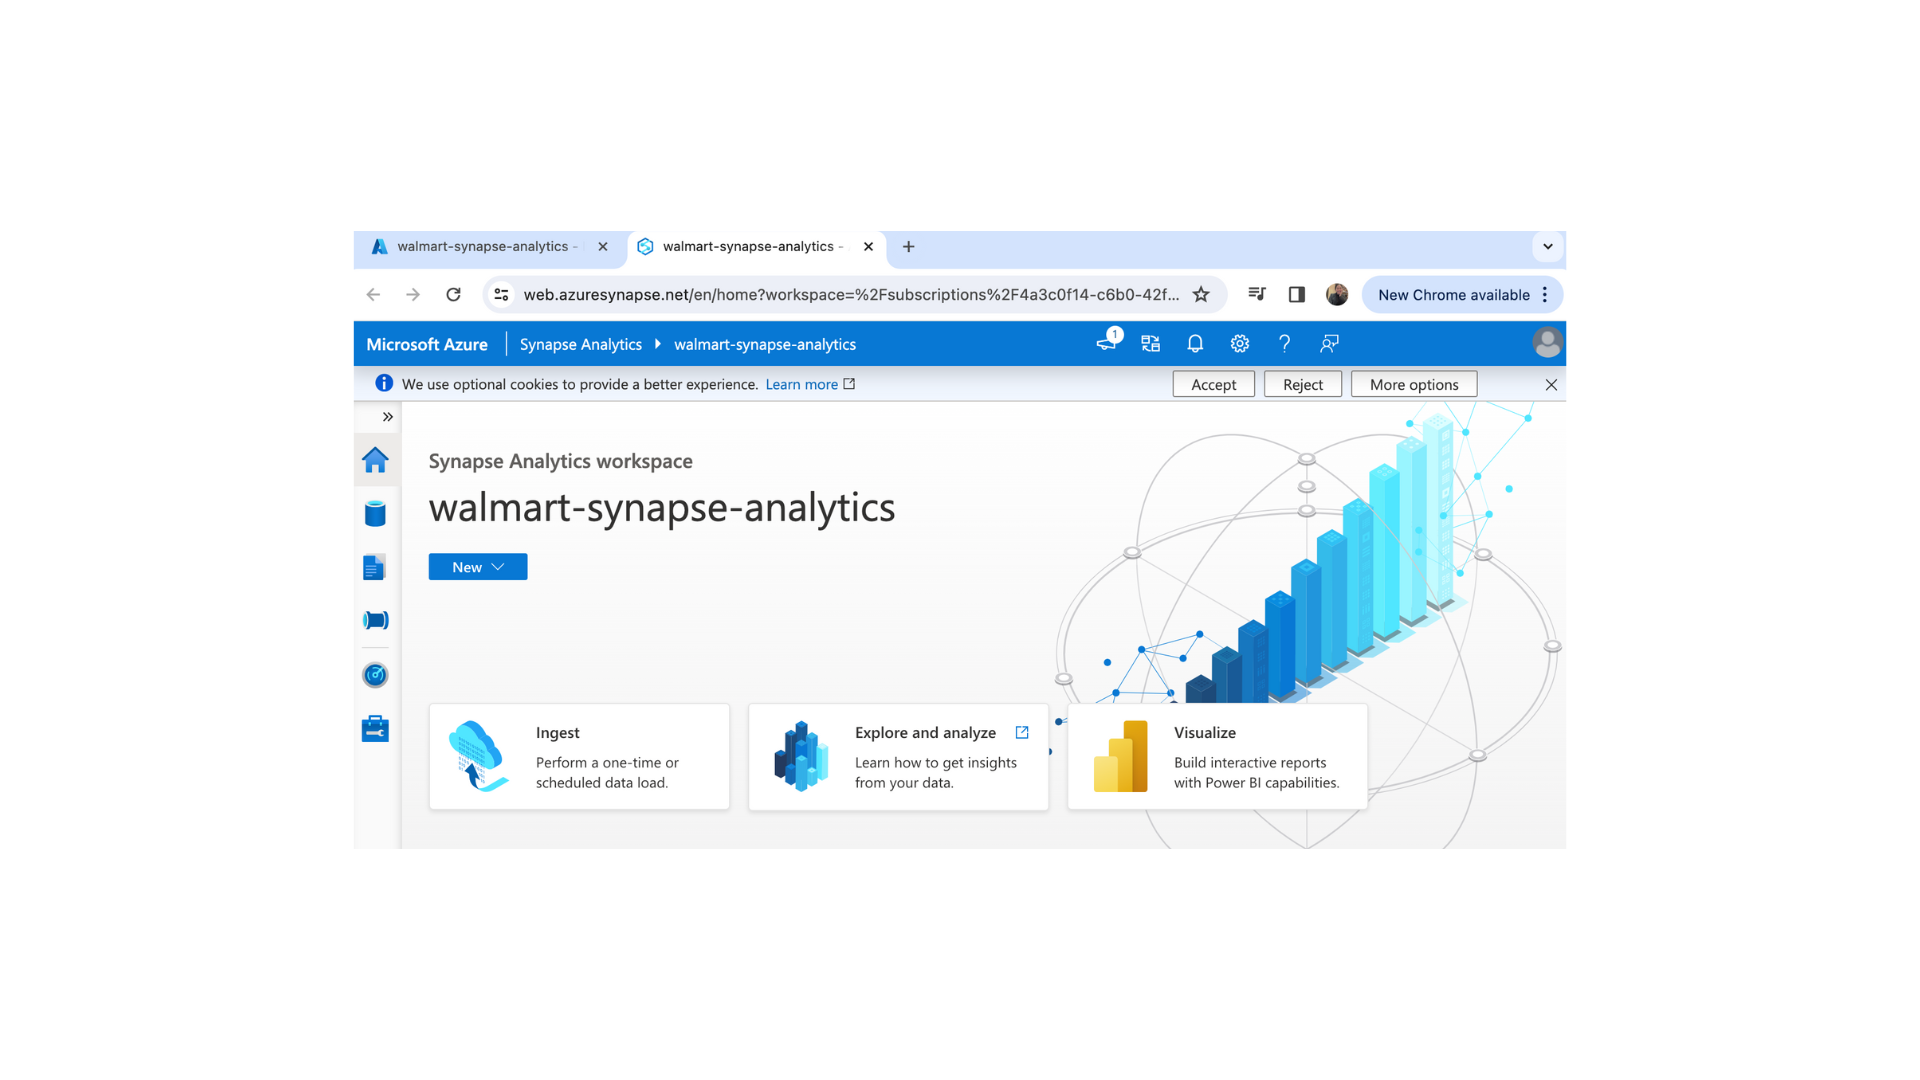 walmart-synapse-analytics -
walmart-synapse-analytics -
web.azuresynapse.net/en/home?workspace=%2Fsubscriptions%2F4a3c0f14-c6b0-42f...
New Chrome available
Microsoft Azure
Synapse Analytics
walmart-synapse-analytics
1
We use optional cookies to provide a better experience. Learn more
Accept
Reject
More options
Synapse Analytics workspace
walmart-synapse-analytics
New
Ingest
Perform a one-time or
scheduled data load.
Explore and analyze
Learn how to get insights
from your data.
Visualize
Build interactive reports
with Power BI capabilities.